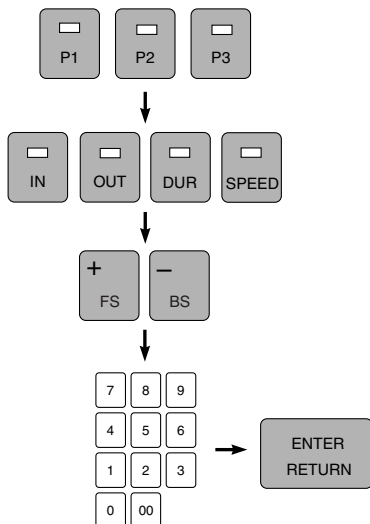 P1 P2 P3
IN OUT DUR SPEED
+ −
FS BS
7 8 9
4 5 6
ENTER
RETURN
1 2 3
0 00